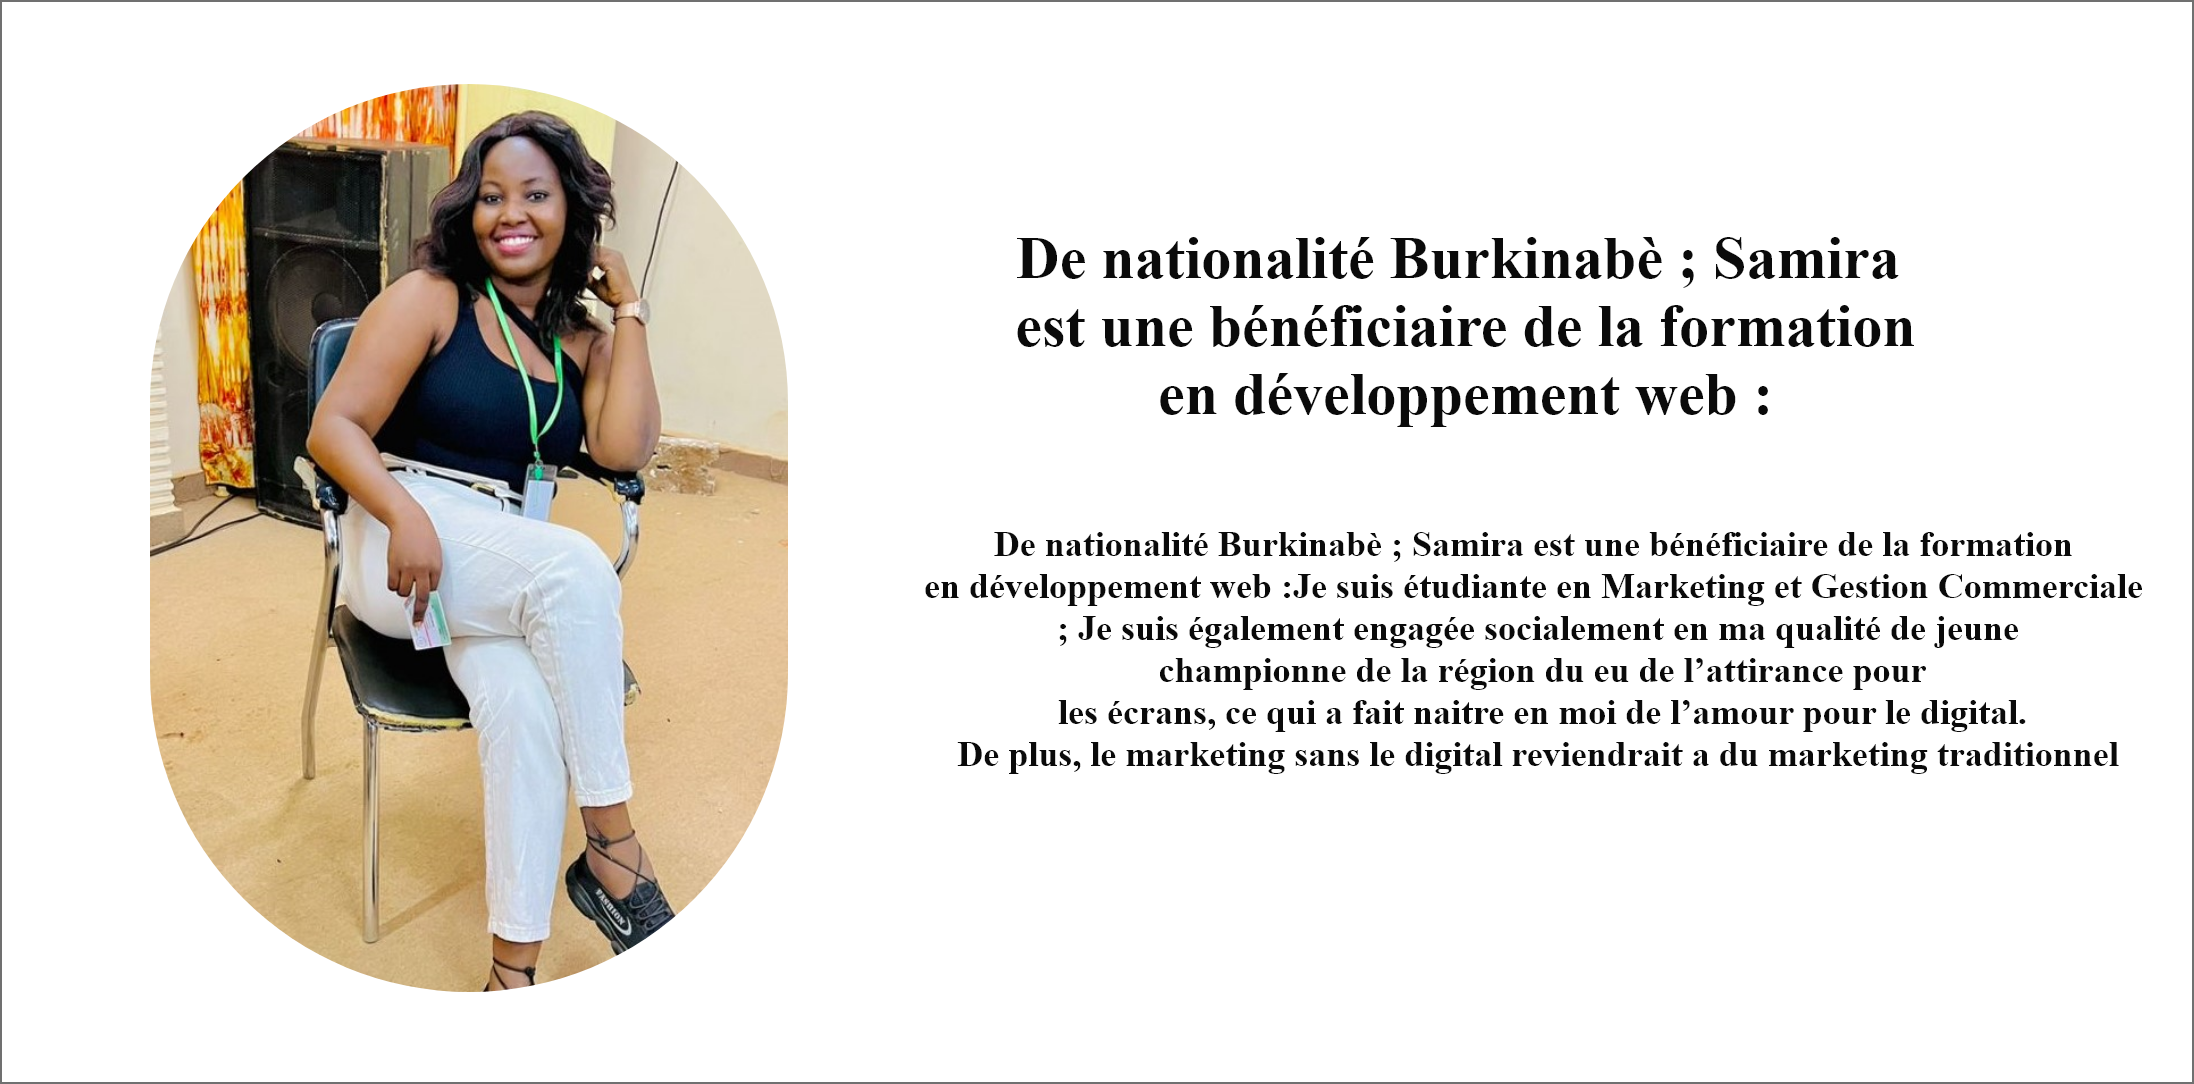 De nationalité Burkinabè ; Samira
est une bénéficiaire de la formation
en développement web :
De nationalité Burkinabè ; Samira est une bénéficiaire de la formation
en développement web :Je suis étudiante en Marketing et Gestion Commerciale
; Je suis également engagée socialement en ma qualité de jeune
championne de la région du eu de l’attirance pour
les écrans, ce qui a fait naitre en moi de l’amour pour le digital.
De plus, le marketing sans le digital reviendrait a du marketing traditionnel
FASHION